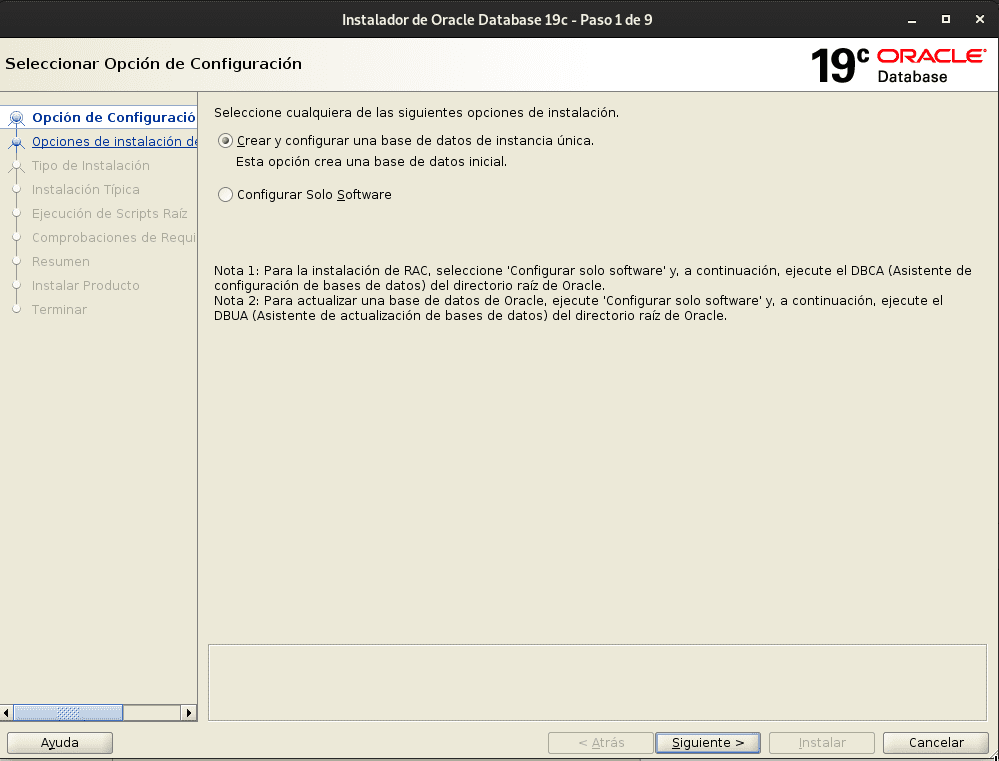 Instalador de Oracle Database 19c - Paso 1 de 9
Seleccionar Opción de Configuración
19c ORACLE
Database
Opción de Configuració
Opciones de instalación de
Tipo de Instalación
Instalación Típica
Ejecución de Scripts Raíz
Comprobaciones de Requi
Resumen
Instalar Producto
Terminar
Seleccione cualquiera de las siguientes opciones de instalación.
Crear y configurar una base de datos de instancia única.
Esta opción crea una base de datos inicial.
Configurar Solo Software
Nota 1: Para la instalación de RAC, seleccione 'Configurar solo software' y, a continuación, ejecute el DBCA (Asistente de
configuración de bases de datos) del directorio raíz de Oracle.
Nota 2: Para actualizar una base de datos de Oracle, ejecute 'Configurar solo software' y, a continuación, ejecute el
DBUA (Asistente de actualización de bases de datos) del directorio raíz de Oracle.
Ayuda
< Atrás
Siguiente >
Instalar
Cancelar